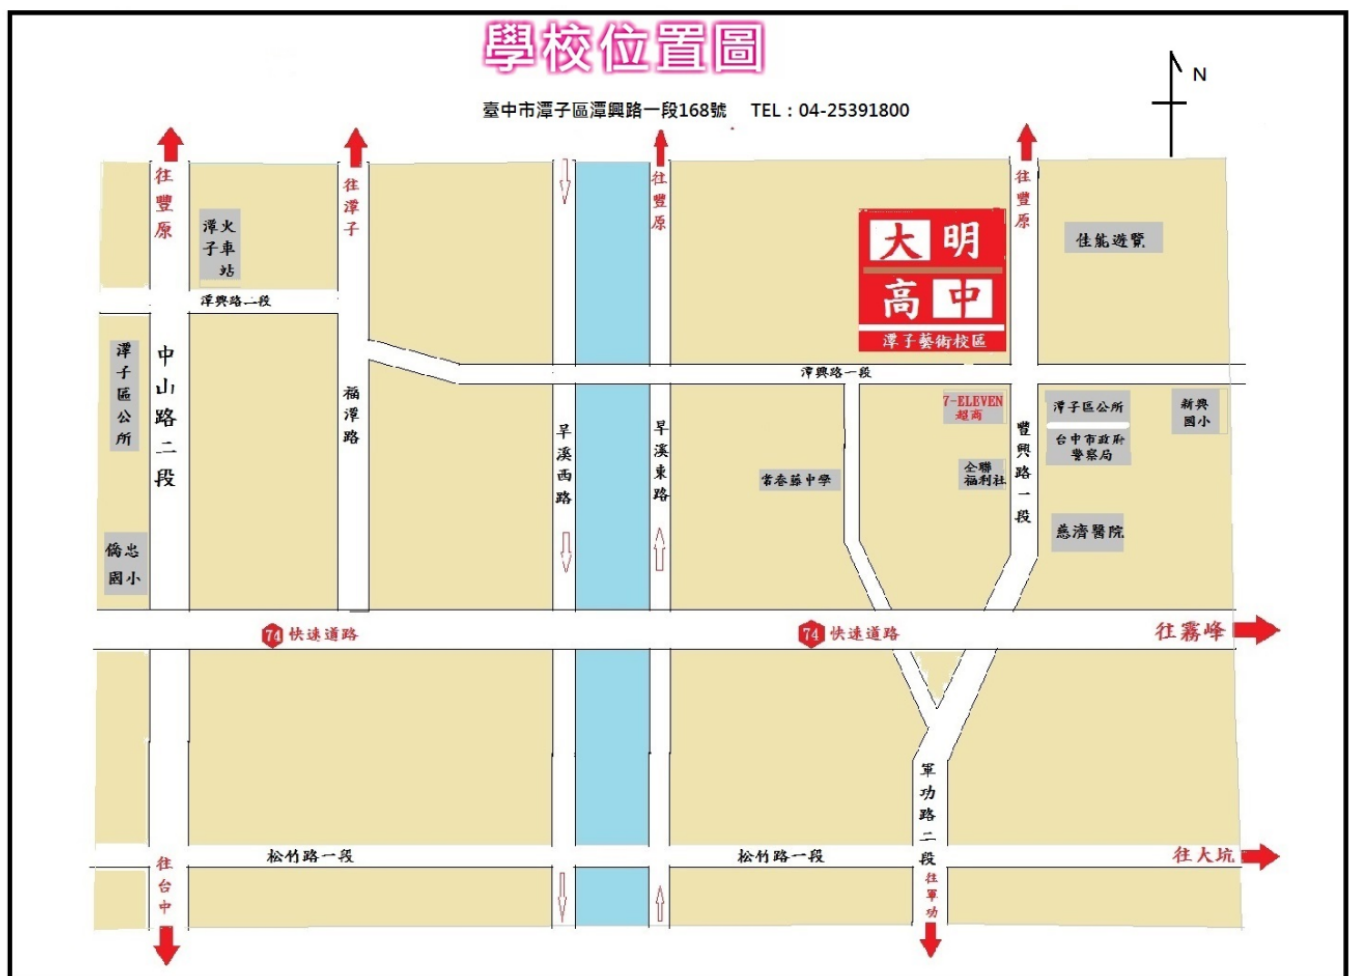 學校位置圖
臺中市潭子區潭興路一段168號 TEL：04-25391800
N
往豐原
往潭子
往豐原
往豐原
潭子
火車站
大明
高中
潭子藝術校區
佳能遊覽
潭興路二段
潭子區公所
中山路二段
福潭路
潭興路一段
旱溪西路
旱溪東路
7-ELEVEN
超商
豐興路一段
潭子區公所
台中市政府
警察局
新興
國小
常春藤中學
全聯
福利社
慈濟醫院
僑忠
國小
74 快速道路
74 快速道路
往霧峰
軍功路二段
松竹路一段
松竹路一段
往大坑
往台中
往軍功